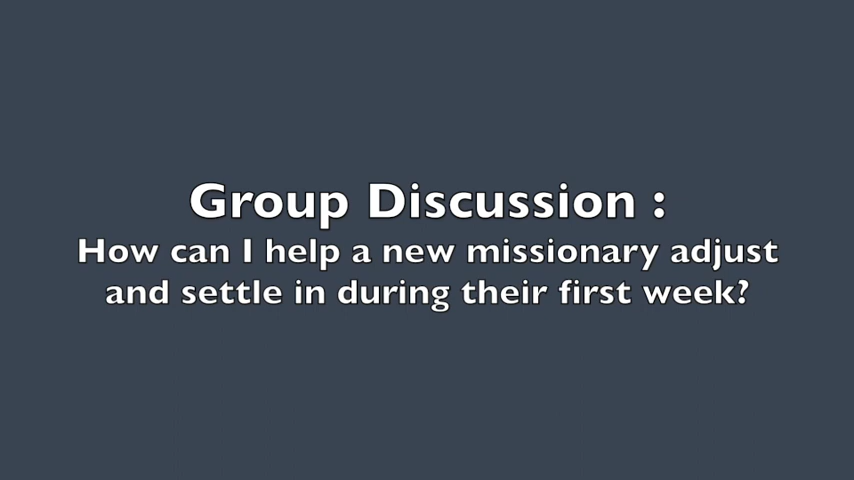 Group Discussion :
How can I help a new missionary adjust
and settle in during their first week?